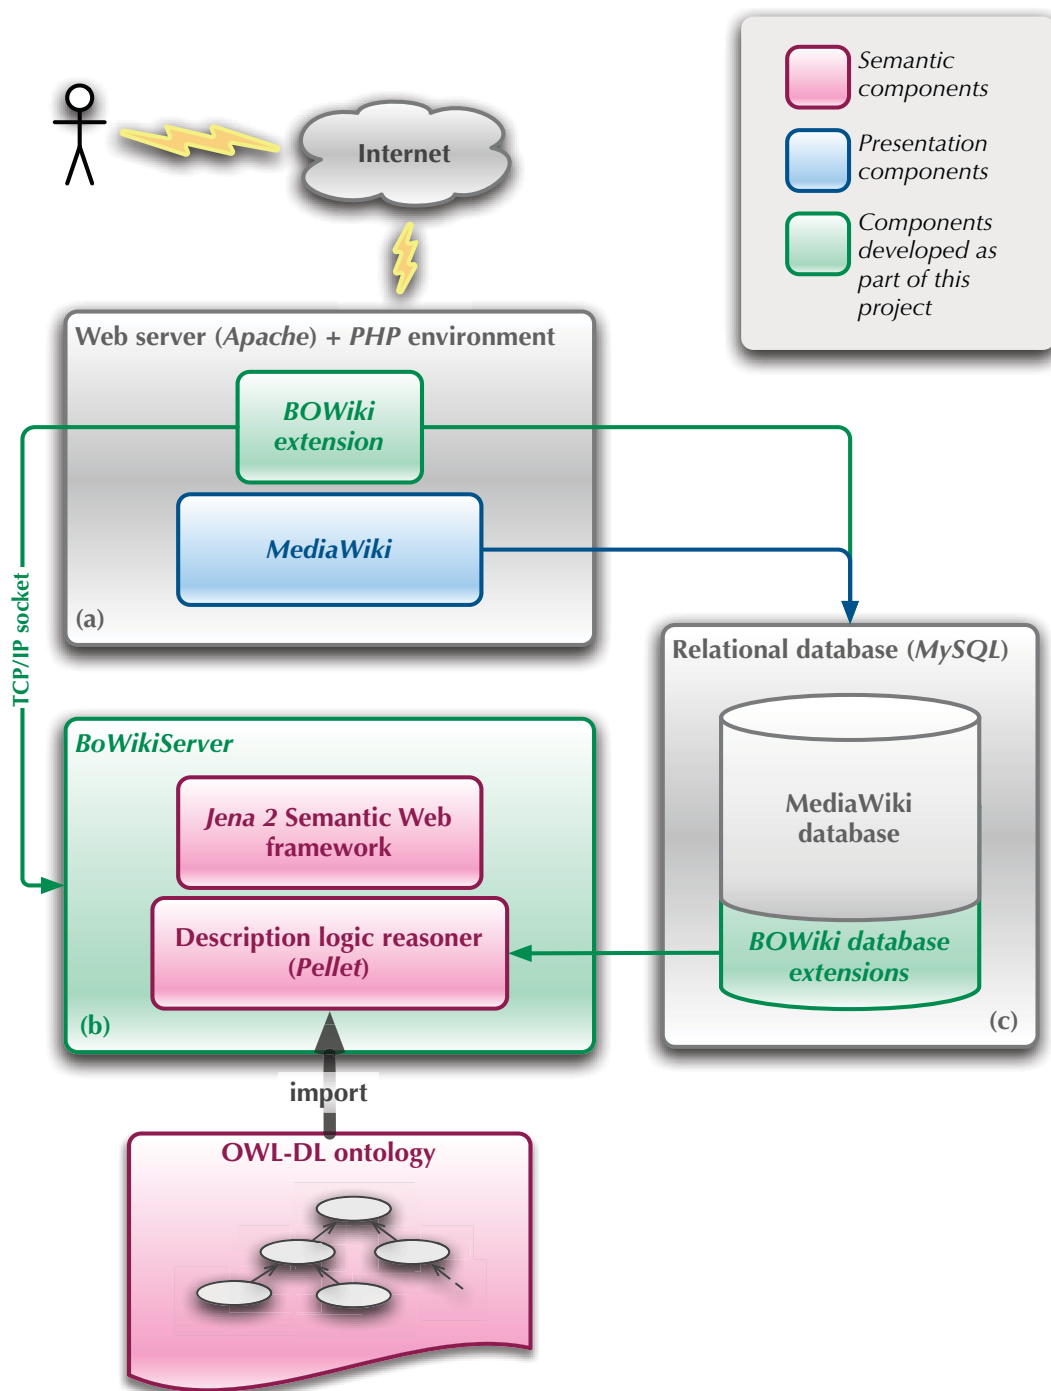 Semantic
components
Presentation
components
Components
developed as
part of this
project
Internet
Web server (Apache) + PHP environment
BOWiki
extension
MediaWiki
(a)
TCP/IP socket
Relational database (MySQL)
MediaWiki
database
BOWiki database
extensions
(c)
BoWikiServer
Jena 2 Semantic Web
framework
Description logic reasoner
(Pellet)
(b)
import
OWL-DL ontology